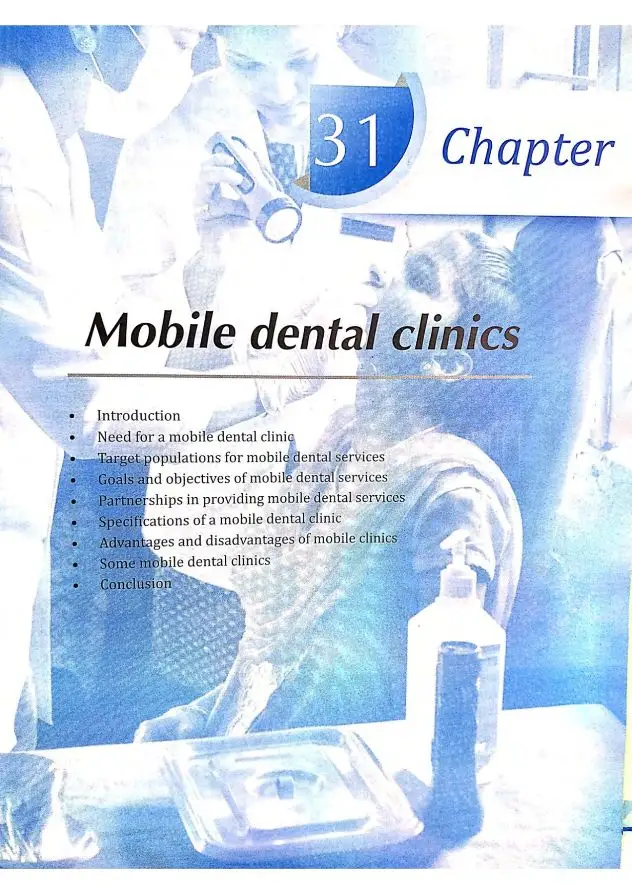 31
Chapter
Mobile dental clinics
• Introduction
• Need for a mobile dental clinic
• Target populations for mobile dental services
• Goals and objectives of mobile dental services
• Partnerships in providing mobile dental services
• Specifications of a mobile dental clinic
• Advantages and disadvantages of mobile clinics
• Some mobile dental clinics
• Conclusion